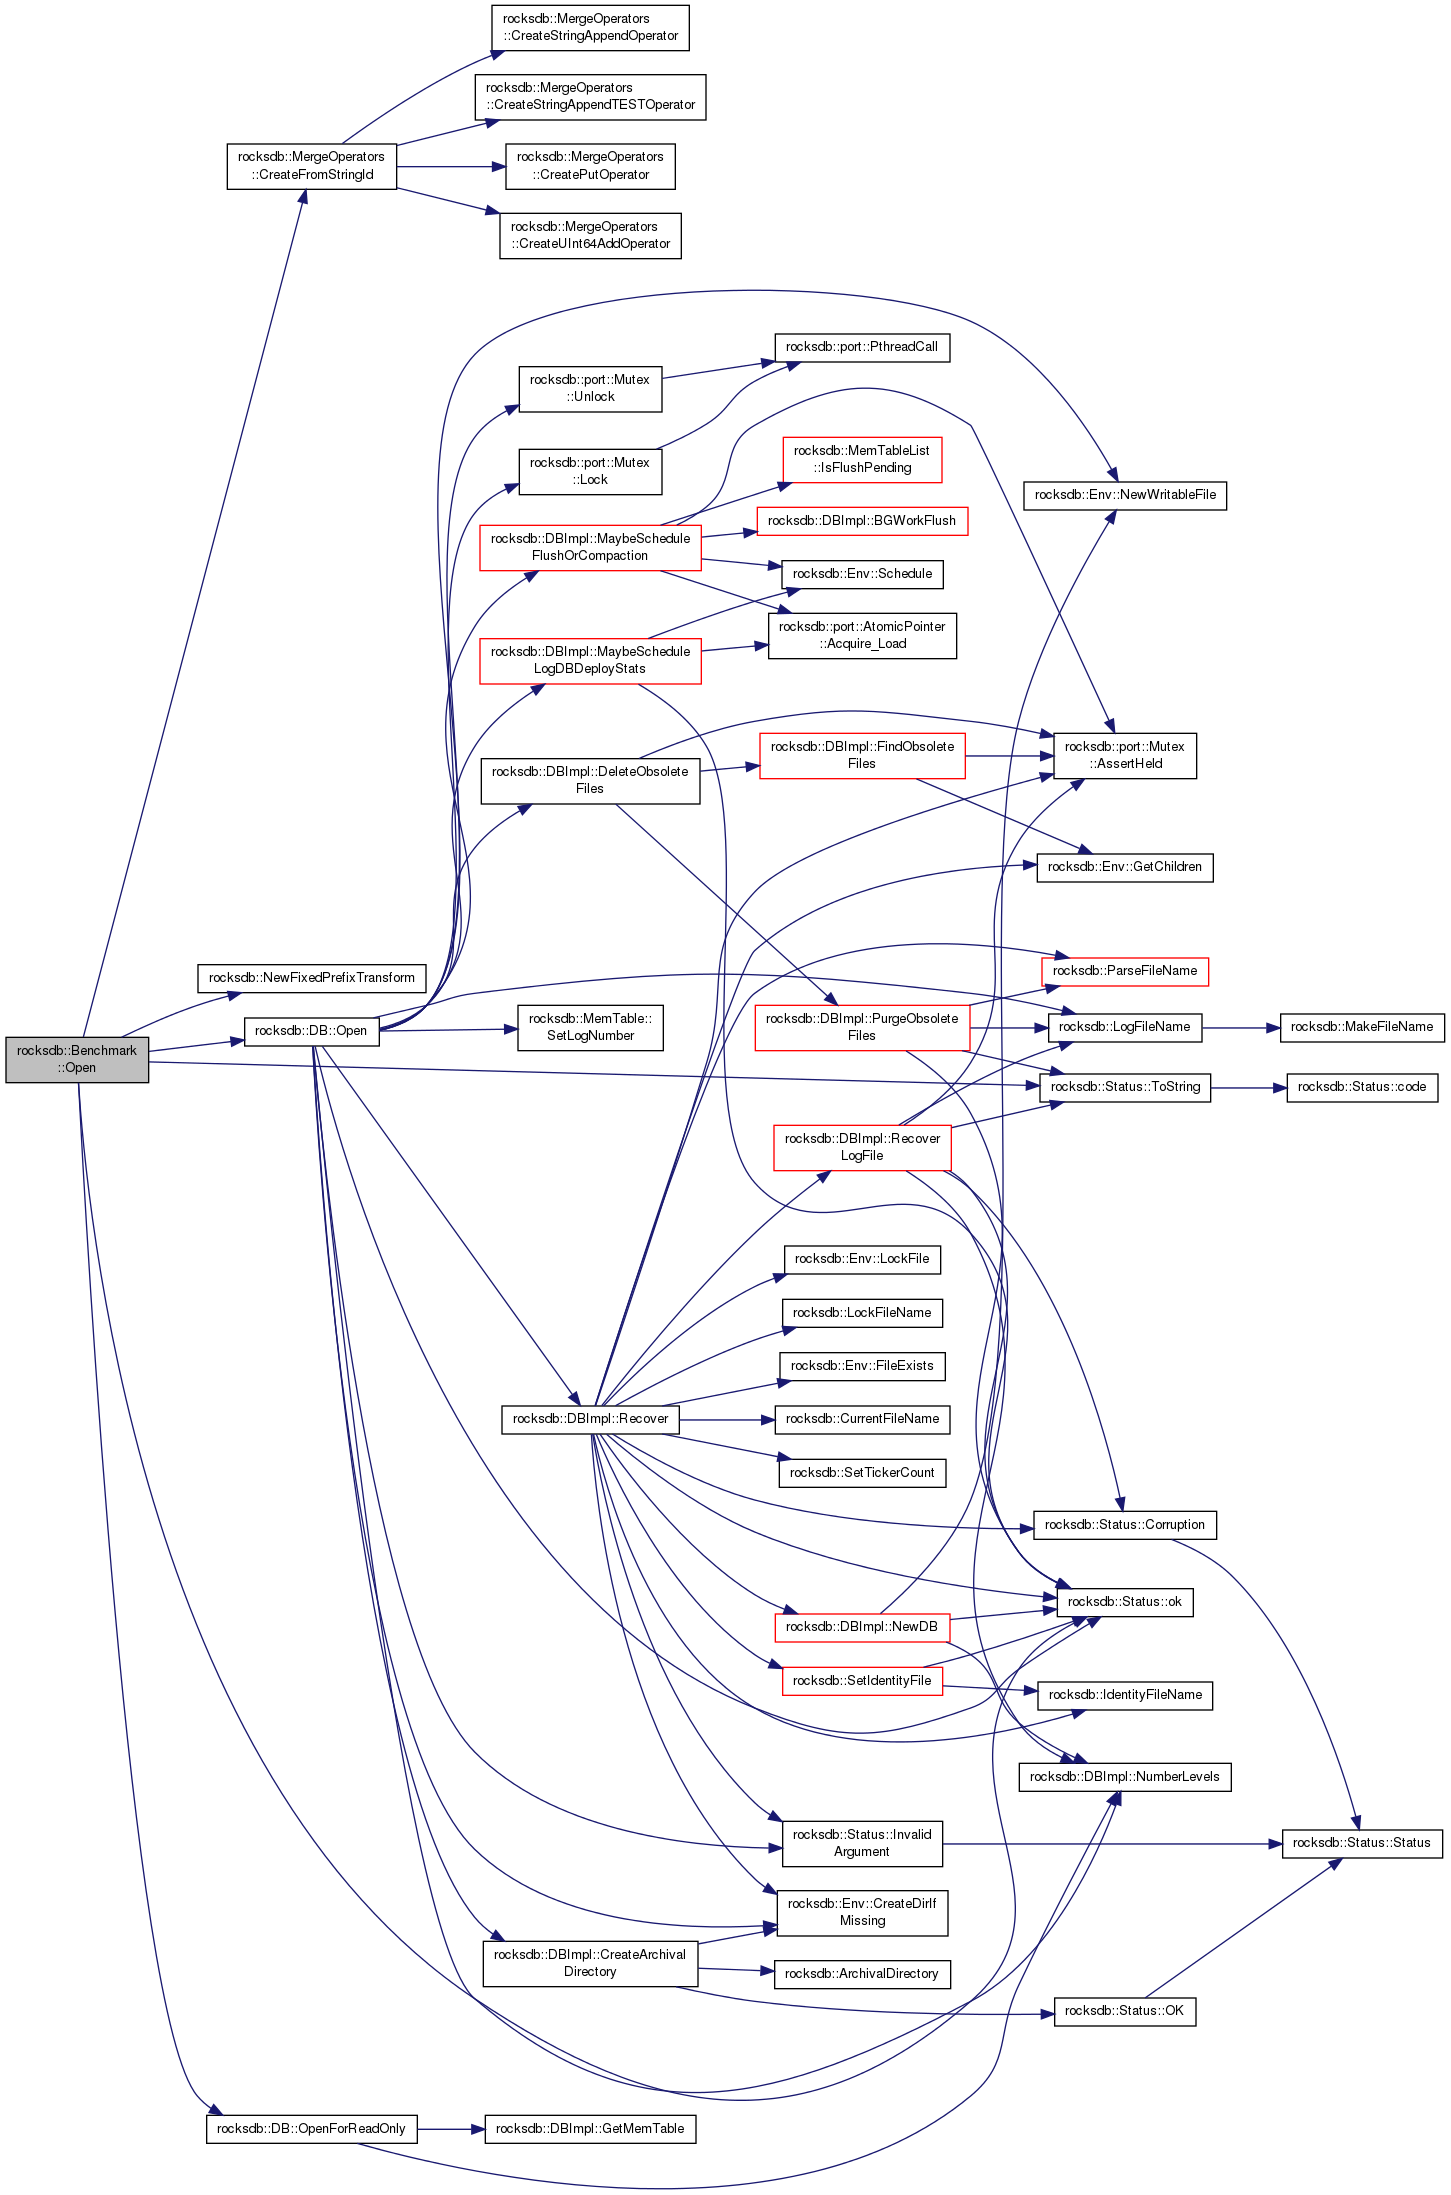 rocksdb::MergeOperators
::CreateStringAppendOperator
rocksdb::MergeOperators
::CreateStringAppendTESTOperator
rocksdb::MergeOperators
::CreateFromStringId
rocksdb::MergeOperators
::CreatePutOperator
rocksdb::MergeOperators
::CreateUInt64AddOperator
rocksdb::port::PthreadCall
rocksdb::port::Mutex
::Unlock
rocksdb::port::Mutex
::Lock
rocksdb::MemTableList
::IsFlushPending
rocksdb::Env::NewWritableFile
rocksdb::DBImpl::BGWorkFlush
rocksdb::DBImpl::MaybeSchedule
FlushOrCompaction
rocksdb::Env::Schedule
rocksdb::port::AtomicPointer
::Acquire_Load
rocksdb::DBImpl::MaybeSchedule
LogDBDeployStats
rocksdb::DBImpl::FindObsolete
Files
rocksdb::port::Mutex
::AssertHeld
rocksdb::DBImpl::DeleteObsolete
Files
rocksdb::Env::GetChildren
rocksdb::NewFixedPrefixTransform
rocksdb::ParseFileName
rocksdb::DB::Open
rocksdb::MemTable::
SetLogNumber
rocksdb::DBImpl::PurgeObsolete
Files
rocksdb::LogFileName
rocksdb::MakeFileName
rocksdb::Benchmark
::Open
rocksdb::Status::ToString
rocksdb::Status::code
rocksdb::DBImpl::Recover
LogFile
rocksdb::Env::LockFile
rocksdb::LockFileName
rocksdb::Env::FileExists
rocksdb::DBImpl::Recover
rocksdb::CurrentFileName
rocksdb::SetTickerCount
rocksdb::Status::Corruption
rocksdb::Status::ok
rocksdb::DBImpl::NewDB
rocksdb::SetIdentityFile
rocksdb::IdentityFileName
rocksdb::DBImpl::NumberLevels
rocksdb::Status::Invalid
Argument
rocksdb::Status::Status
rocksdb::Env::CreateDirIf
Missing
rocksdb::DBImpl::CreateArchival
Directory
rocksdb::ArchivalDirectory
rocksdb::Status::OK
rocksdb::DB::OpenForReadOnly
rocksdb::DBImpl::GetMemTable